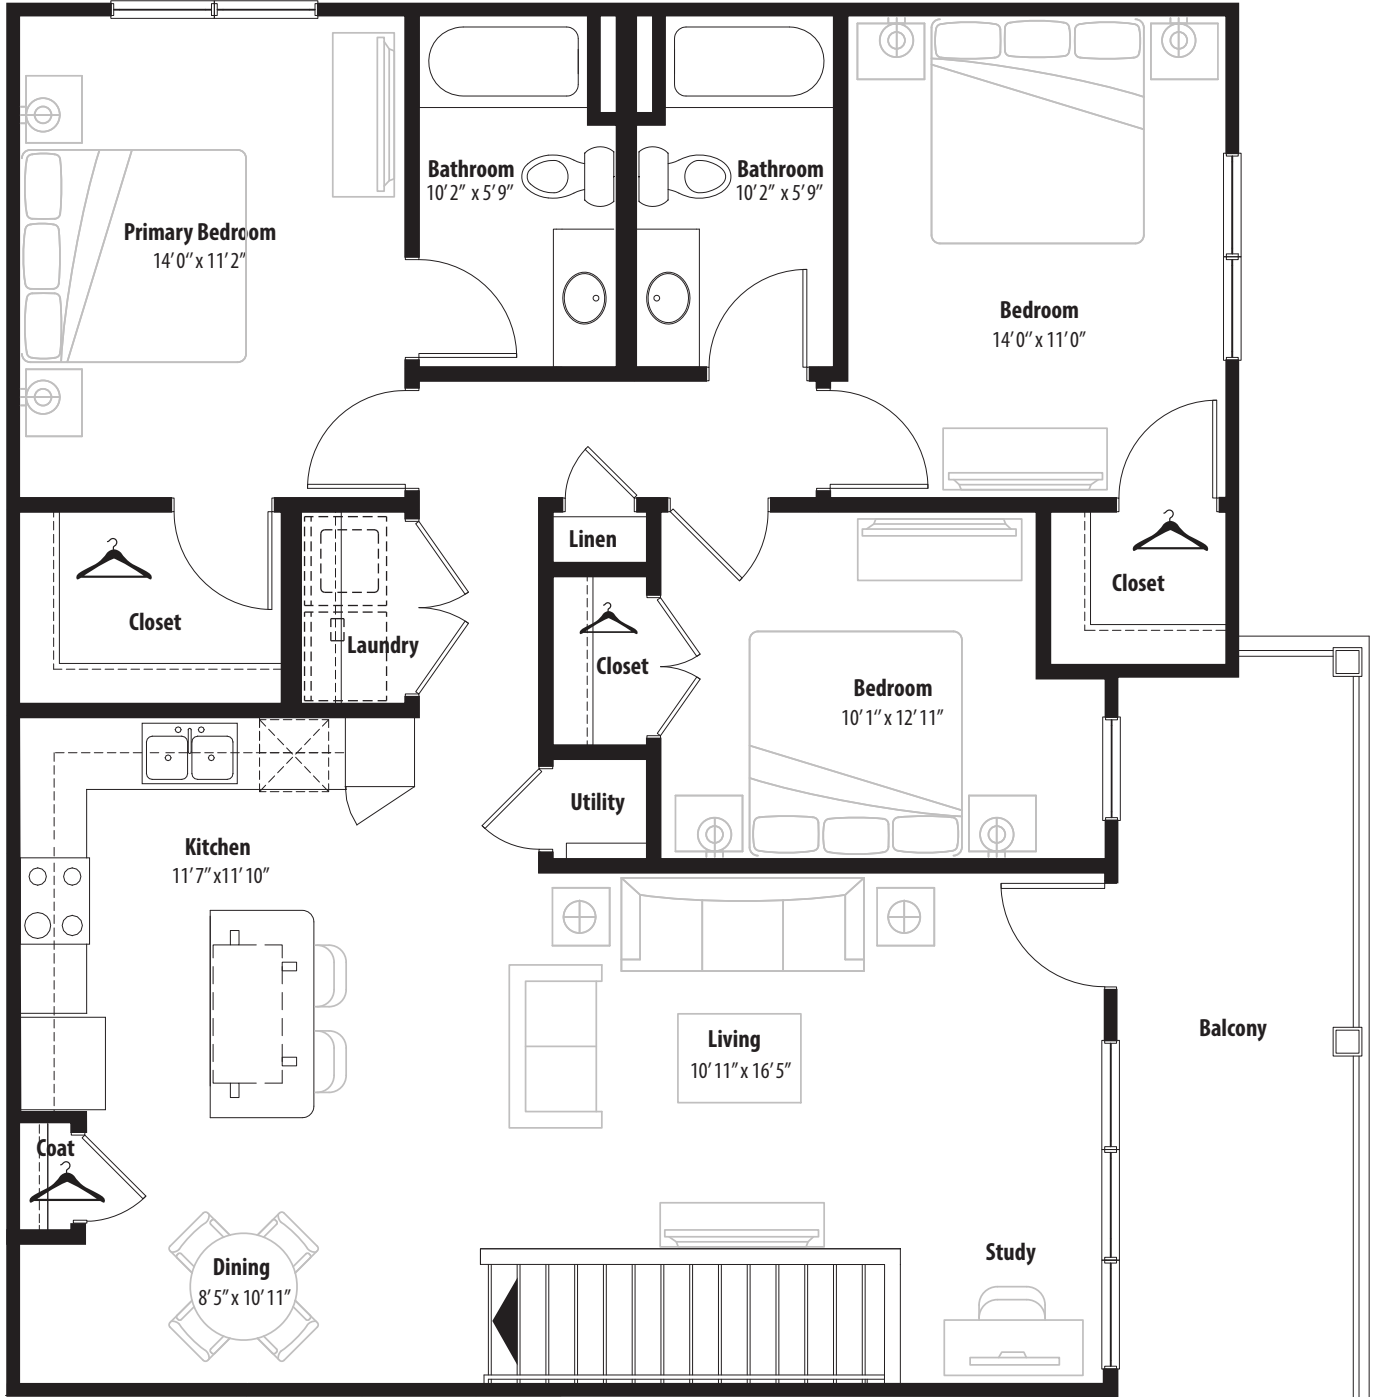 Primary Bedroom
14'0" x 11'2"
Bathroom
10'2" x 5'9"
Bathroom
10'2" x 5'9"
Bedroom
14'0" x 11'0"
Closet
Laundry
Linen
Closet
Bedroom
10'1" x 12'11"
Closet
Utility
Kitchen
11'7" x11'10"
Living
10'11" x 16'5"
Balcony
Coat
Dining
8'5" x 10'11"
Study